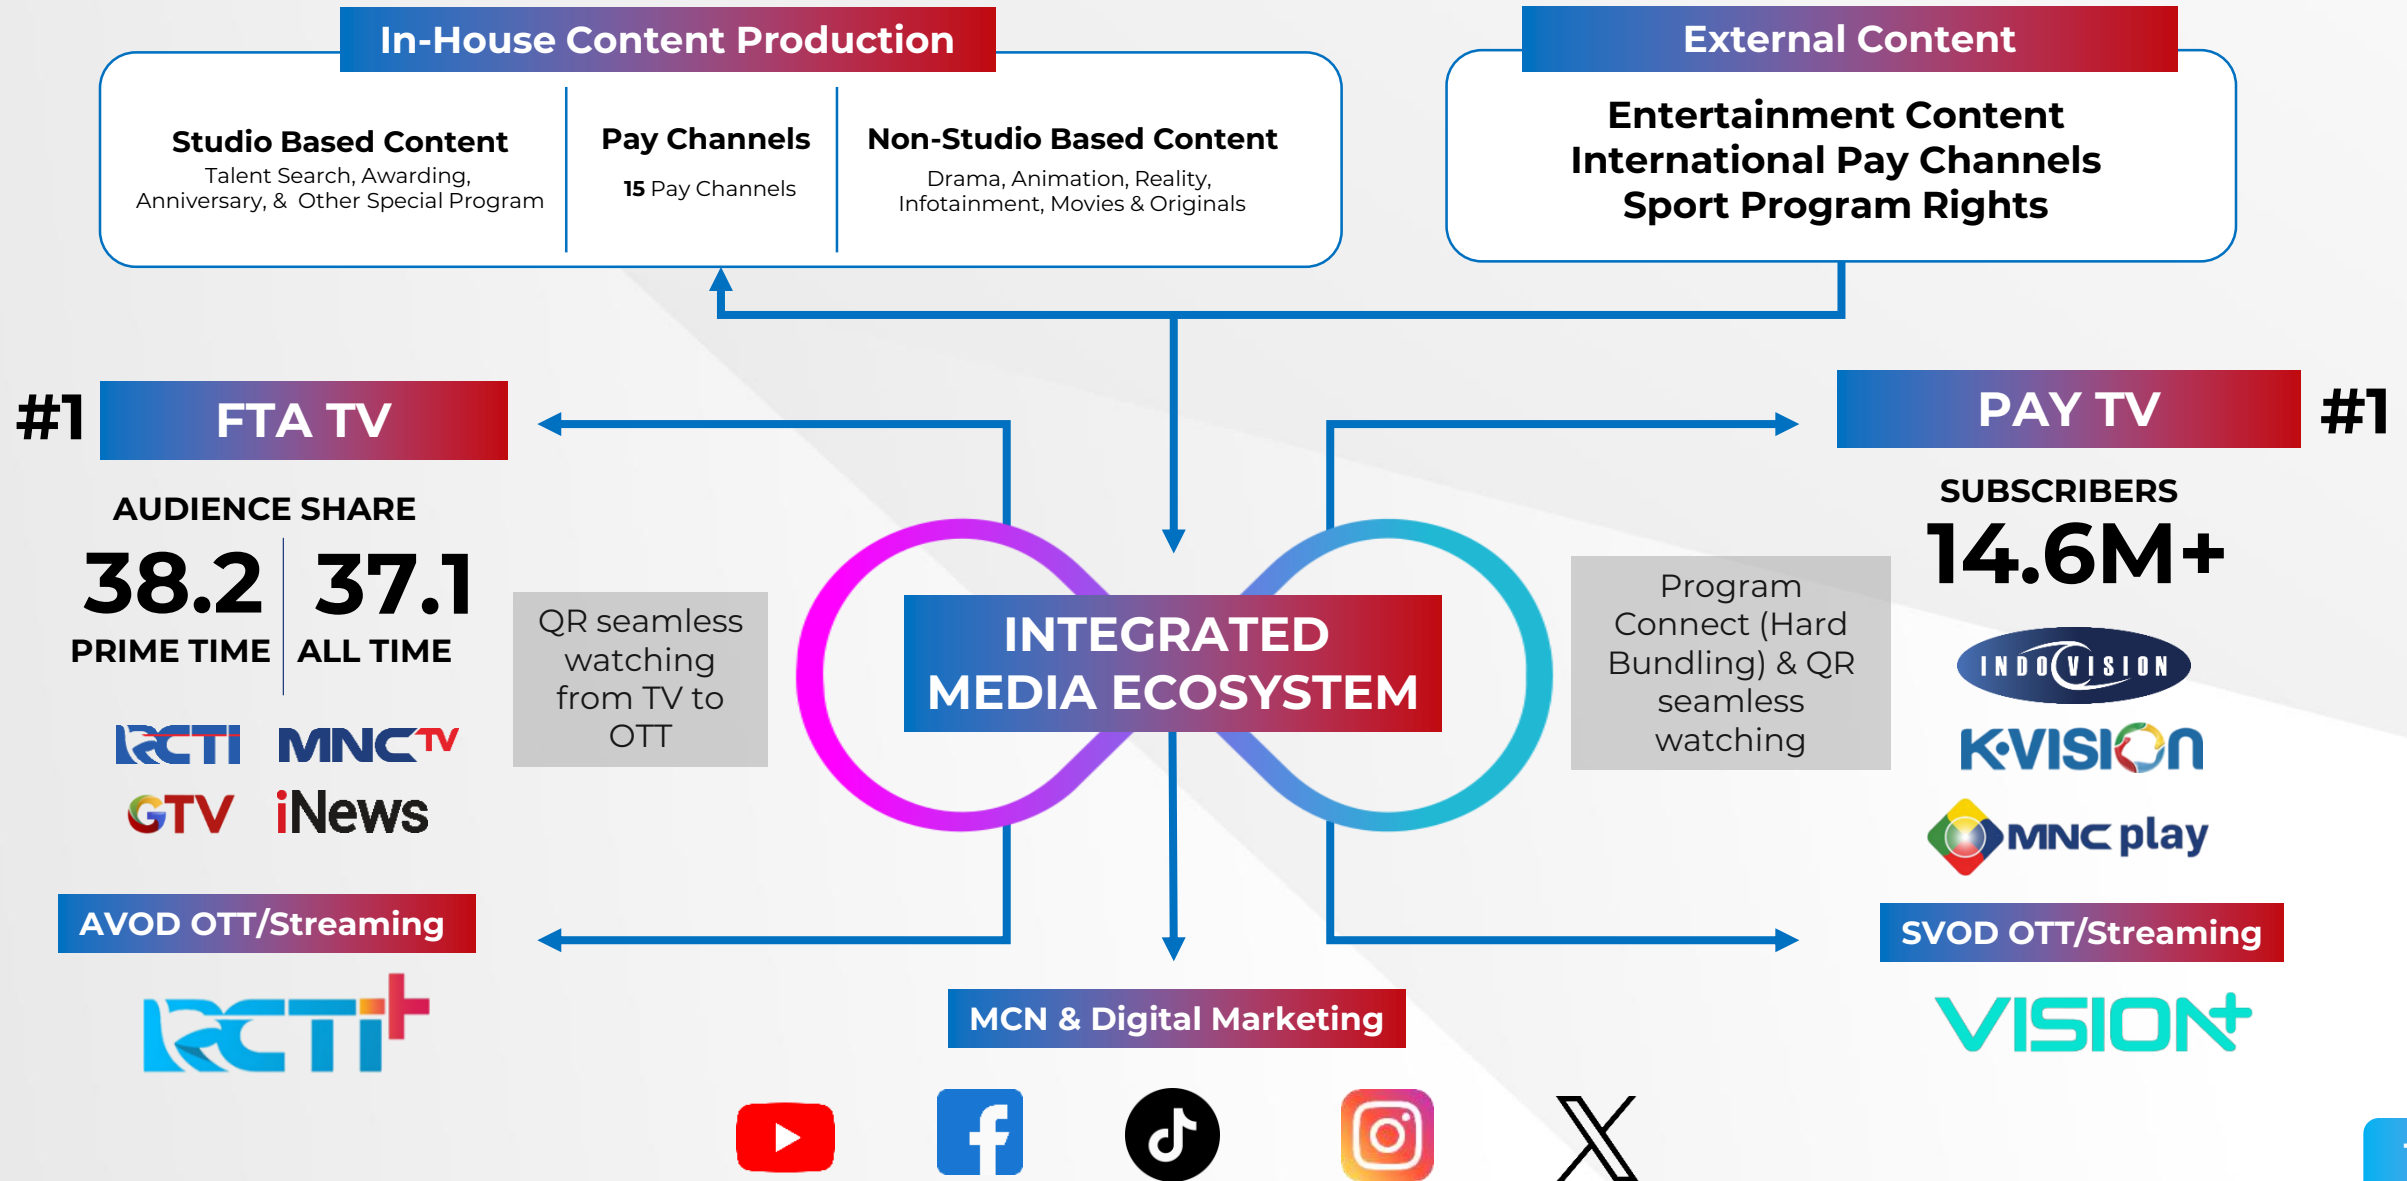 In-House Content Production
Studio Based Content
Talent Search, Awarding,
Anniversary, & Other Special Program
Pay Channels
15 Pay Channels
Non-Studio Based Content
Drama, Animation, Reality,
Infotainment, Movies & Originals
External Content
Entertainment Content
International Pay Channels
Sport Program Rights
#1
FTA TV
AUDIENCE SHARE
38.2
PRIME TIME
37.1
ALL TIME
RCTI
MNCTV
GTV
iNews
QR seamless
watching
from TV to
OTT
INTEGRATED
MEDIA ECOSYSTEM
Program
Connect (Hard
Bundling) & QR
seamless
watching
PAY TV
#1
SUBSCRIBERS
14.6M+
INDOVISION
K-VISION
MNC play
AVOD OTT/Streaming
RCTI+
MCN & Digital Marketing
SVOD OTT/Streaming
VISION+